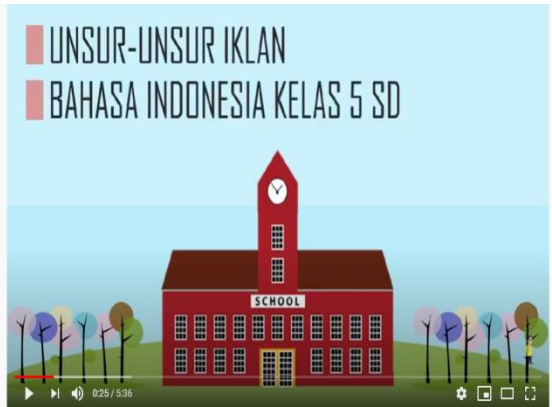 UNSUR-UNSUR IKLAN
BAHASA INDONESIA KELAS 5 SD
SCHOOL
0:25 / 5:36